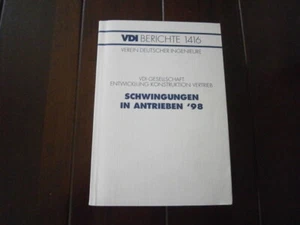 VDI BERICHTE 1416
VEREIN DEUTSCHER INGENIEURE
VDI-GESELLSCHAFT
ENTWICKLUNG KONSTRUKTION VERTRIEB
SCHWINGUNGEN
IN ANTRIEBEN '98